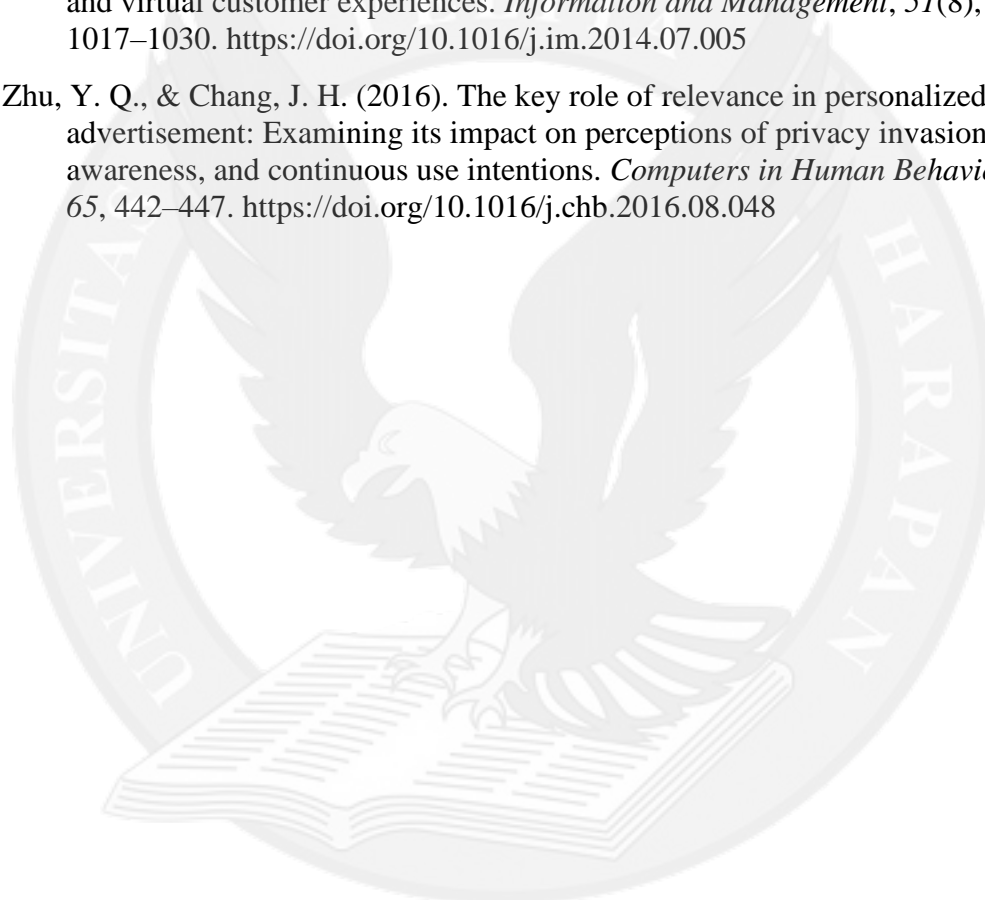 and virtual customer experiences. Information and Management, 51(8),
1017–1030. https://doi.org/10.1016/j.im.2014.07.005
Zhu, Y. Q., & Chang, J. H. (2016). The key role of relevance in personalized
advertisement: Examining its impact on perceptions of privacy invasion
awareness, and continuous use intentions. Computers in Human Behavi
65, 442–447. https://doi.org/10.1016/j.chb.2016.08.048
UNIVERSITAS
HARAPAN